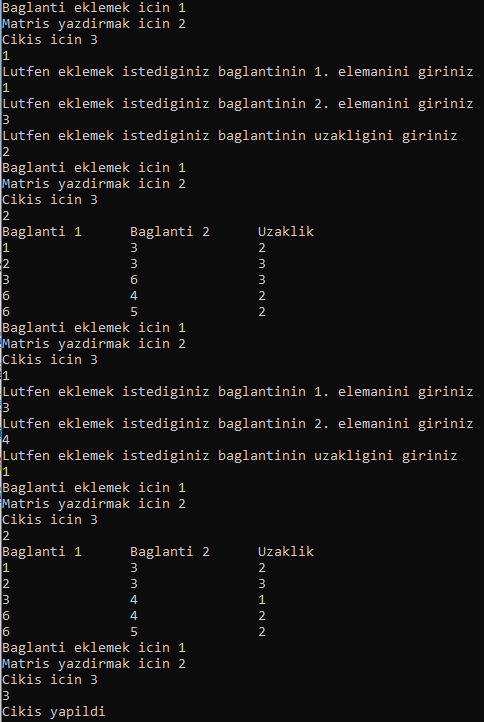 Baglanti eklemek icin 1
Matris yazdirmak icin 2
Cikis icin 3
1
Lutfen eklemek istediginiz baglantinin 1. elemanini giriniz
1
Lutfen eklemek istediginiz baglantinin 2. elemanini giriniz
3
Lutfen eklemek istediginiz baglantinin uzakligini giriniz
2
Baglanti eklemek icin 1
Matris yazdirmak icin 2
Cikis icin 3
2
Baglanti 1 Baglanti 2 Uzaklik
1 3 2
2 3 3
3 6 3
6 4 2
6 5 2
Baglanti eklemek icin 1
Matris yazdirmak icin 2
Cikis icin 3
1
Lutfen eklemek istediginiz baglantinin 1. elemanini giriniz
3
Lutfen eklemek istediginiz baglantinin 2. elemanini giriniz
4
Lutfen eklemek istediginiz baglantinin uzakligini giriniz
1
Baglanti eklemek icin 1
Matris yazdirmak icin 2
Cikis icin 3
2
Baglanti 1 Baglanti 2 Uzaklik
1 3 2
2 3 3
3 4 1
6 4 2
6 5 2
Baglanti eklemek icin 1
Matris yazdirmak icin 2
Cikis icin 3
3
Cikis yapildi